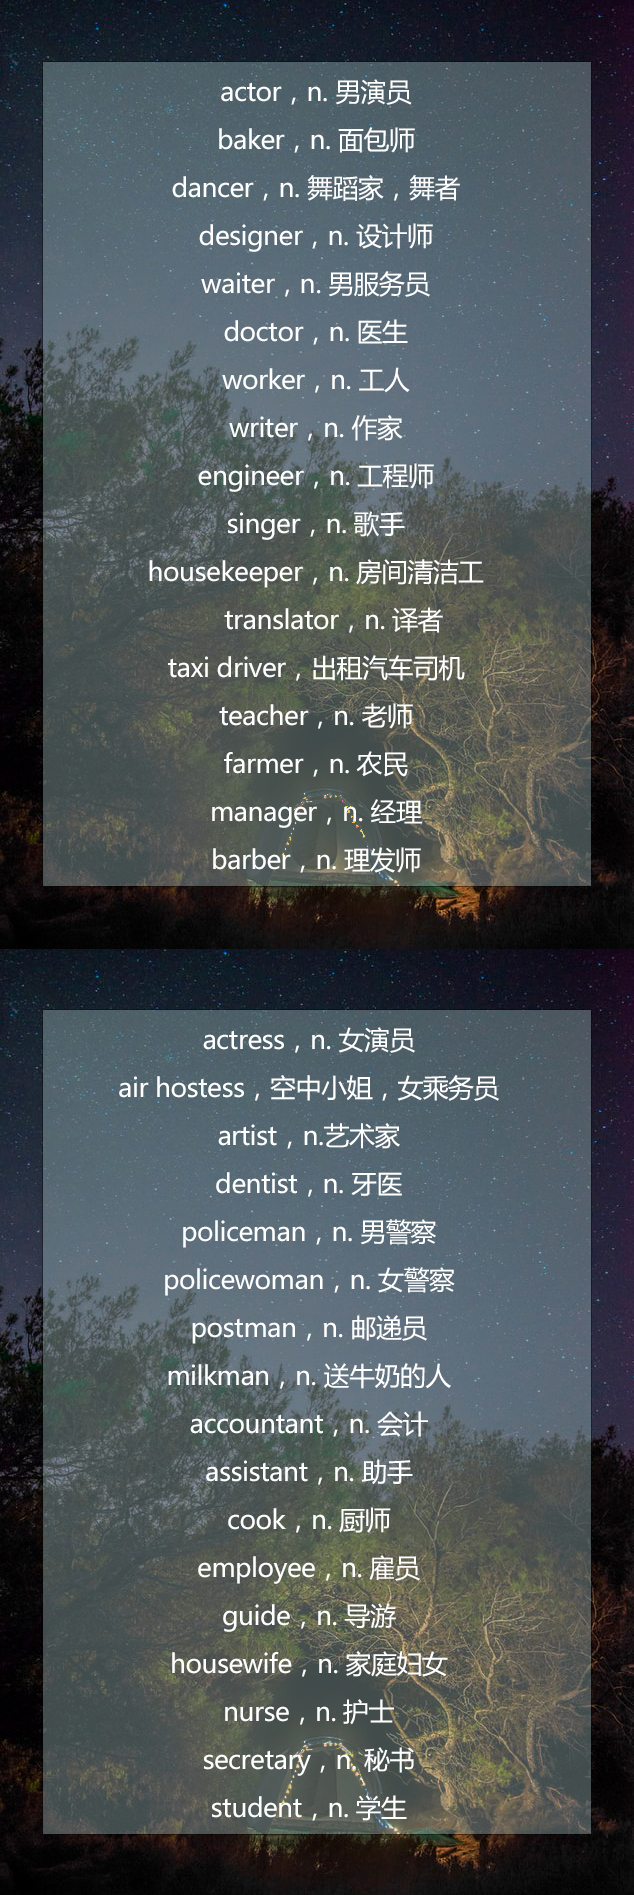 actor，n. 男演员
baker，n. 面包师
dancer，n. 舞蹈家，舞者
designer，n. 设计师
waiter，n. 男服务员
doctor，n. 医生
worker，n. 工人
writer，n. 作家
engineer，n. 工程师
singer，n. 歌手
housekeeper，n. 房间清洁工
translator，n. 译者
taxi driver，出租汽车司机
teacher，n. 老师
farmer，n. 农民
manager，n. 经理
barber，n. 理发师
actress，n. 女演员
air hostess，空中小姐，女乘务员
artist，n.艺术家
dentist，n. 牙医
policeman，n. 男警察
policewoman，n. 女警察
postman，n. 邮递员
milkman，n. 送牛奶的人
accountant，n. 会计
assistant，n. 助手
cook，n. 厨师
employee，n. 雇员
guide，n. 导游
housewife，n. 家庭妇女
nurse，n. 护士
secretary，n. 秘书
student，n. 学生